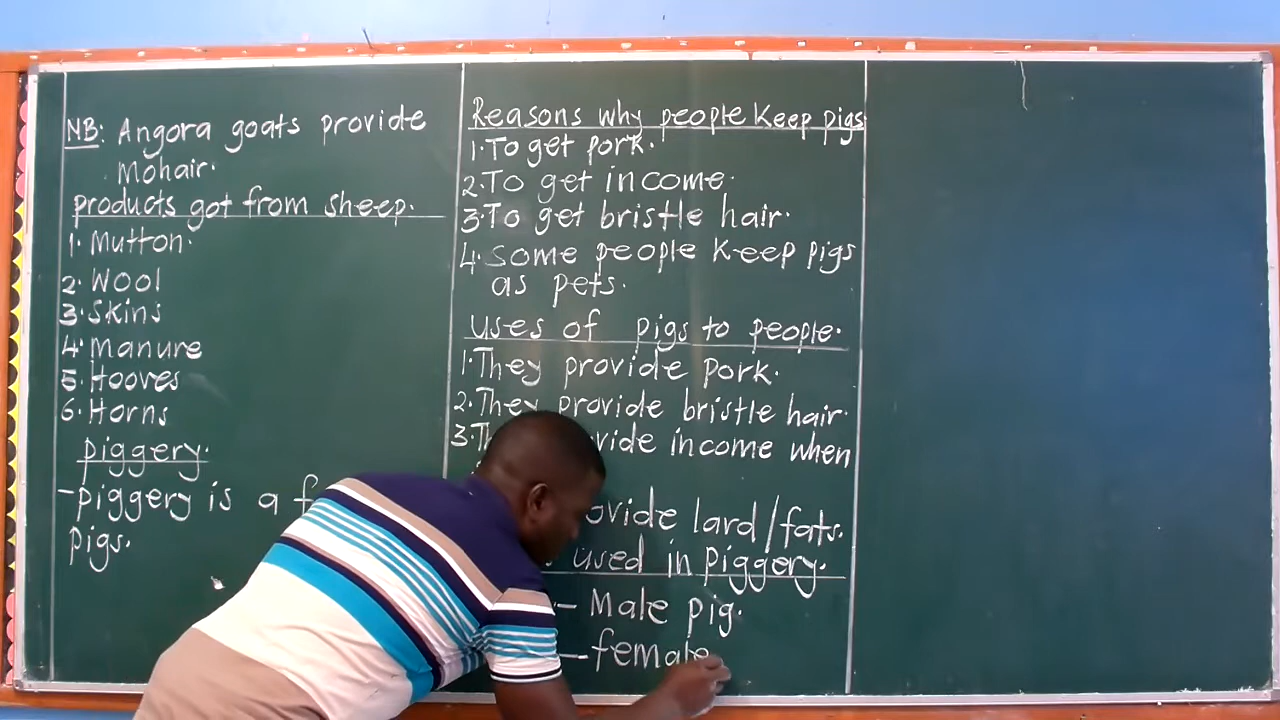 NB: Angora goats provide
Mohair.
products got from sheep.
1. Mutton.
2. Wool
3. Skins
4. Manure
5. Hooves
6. Horns
piggery.
- piggery is a
pigs.
Reasons why people keep pigs
1. To get pork.
2. To get income.
3. To get bristle hair.
4. Some people keep pigs
as pets.
uses of pigs to people.
1. They provide pork.
2. They provide bristle hair.
3. income when
lard/fats.
used in piggery.
- Male pig.
- female